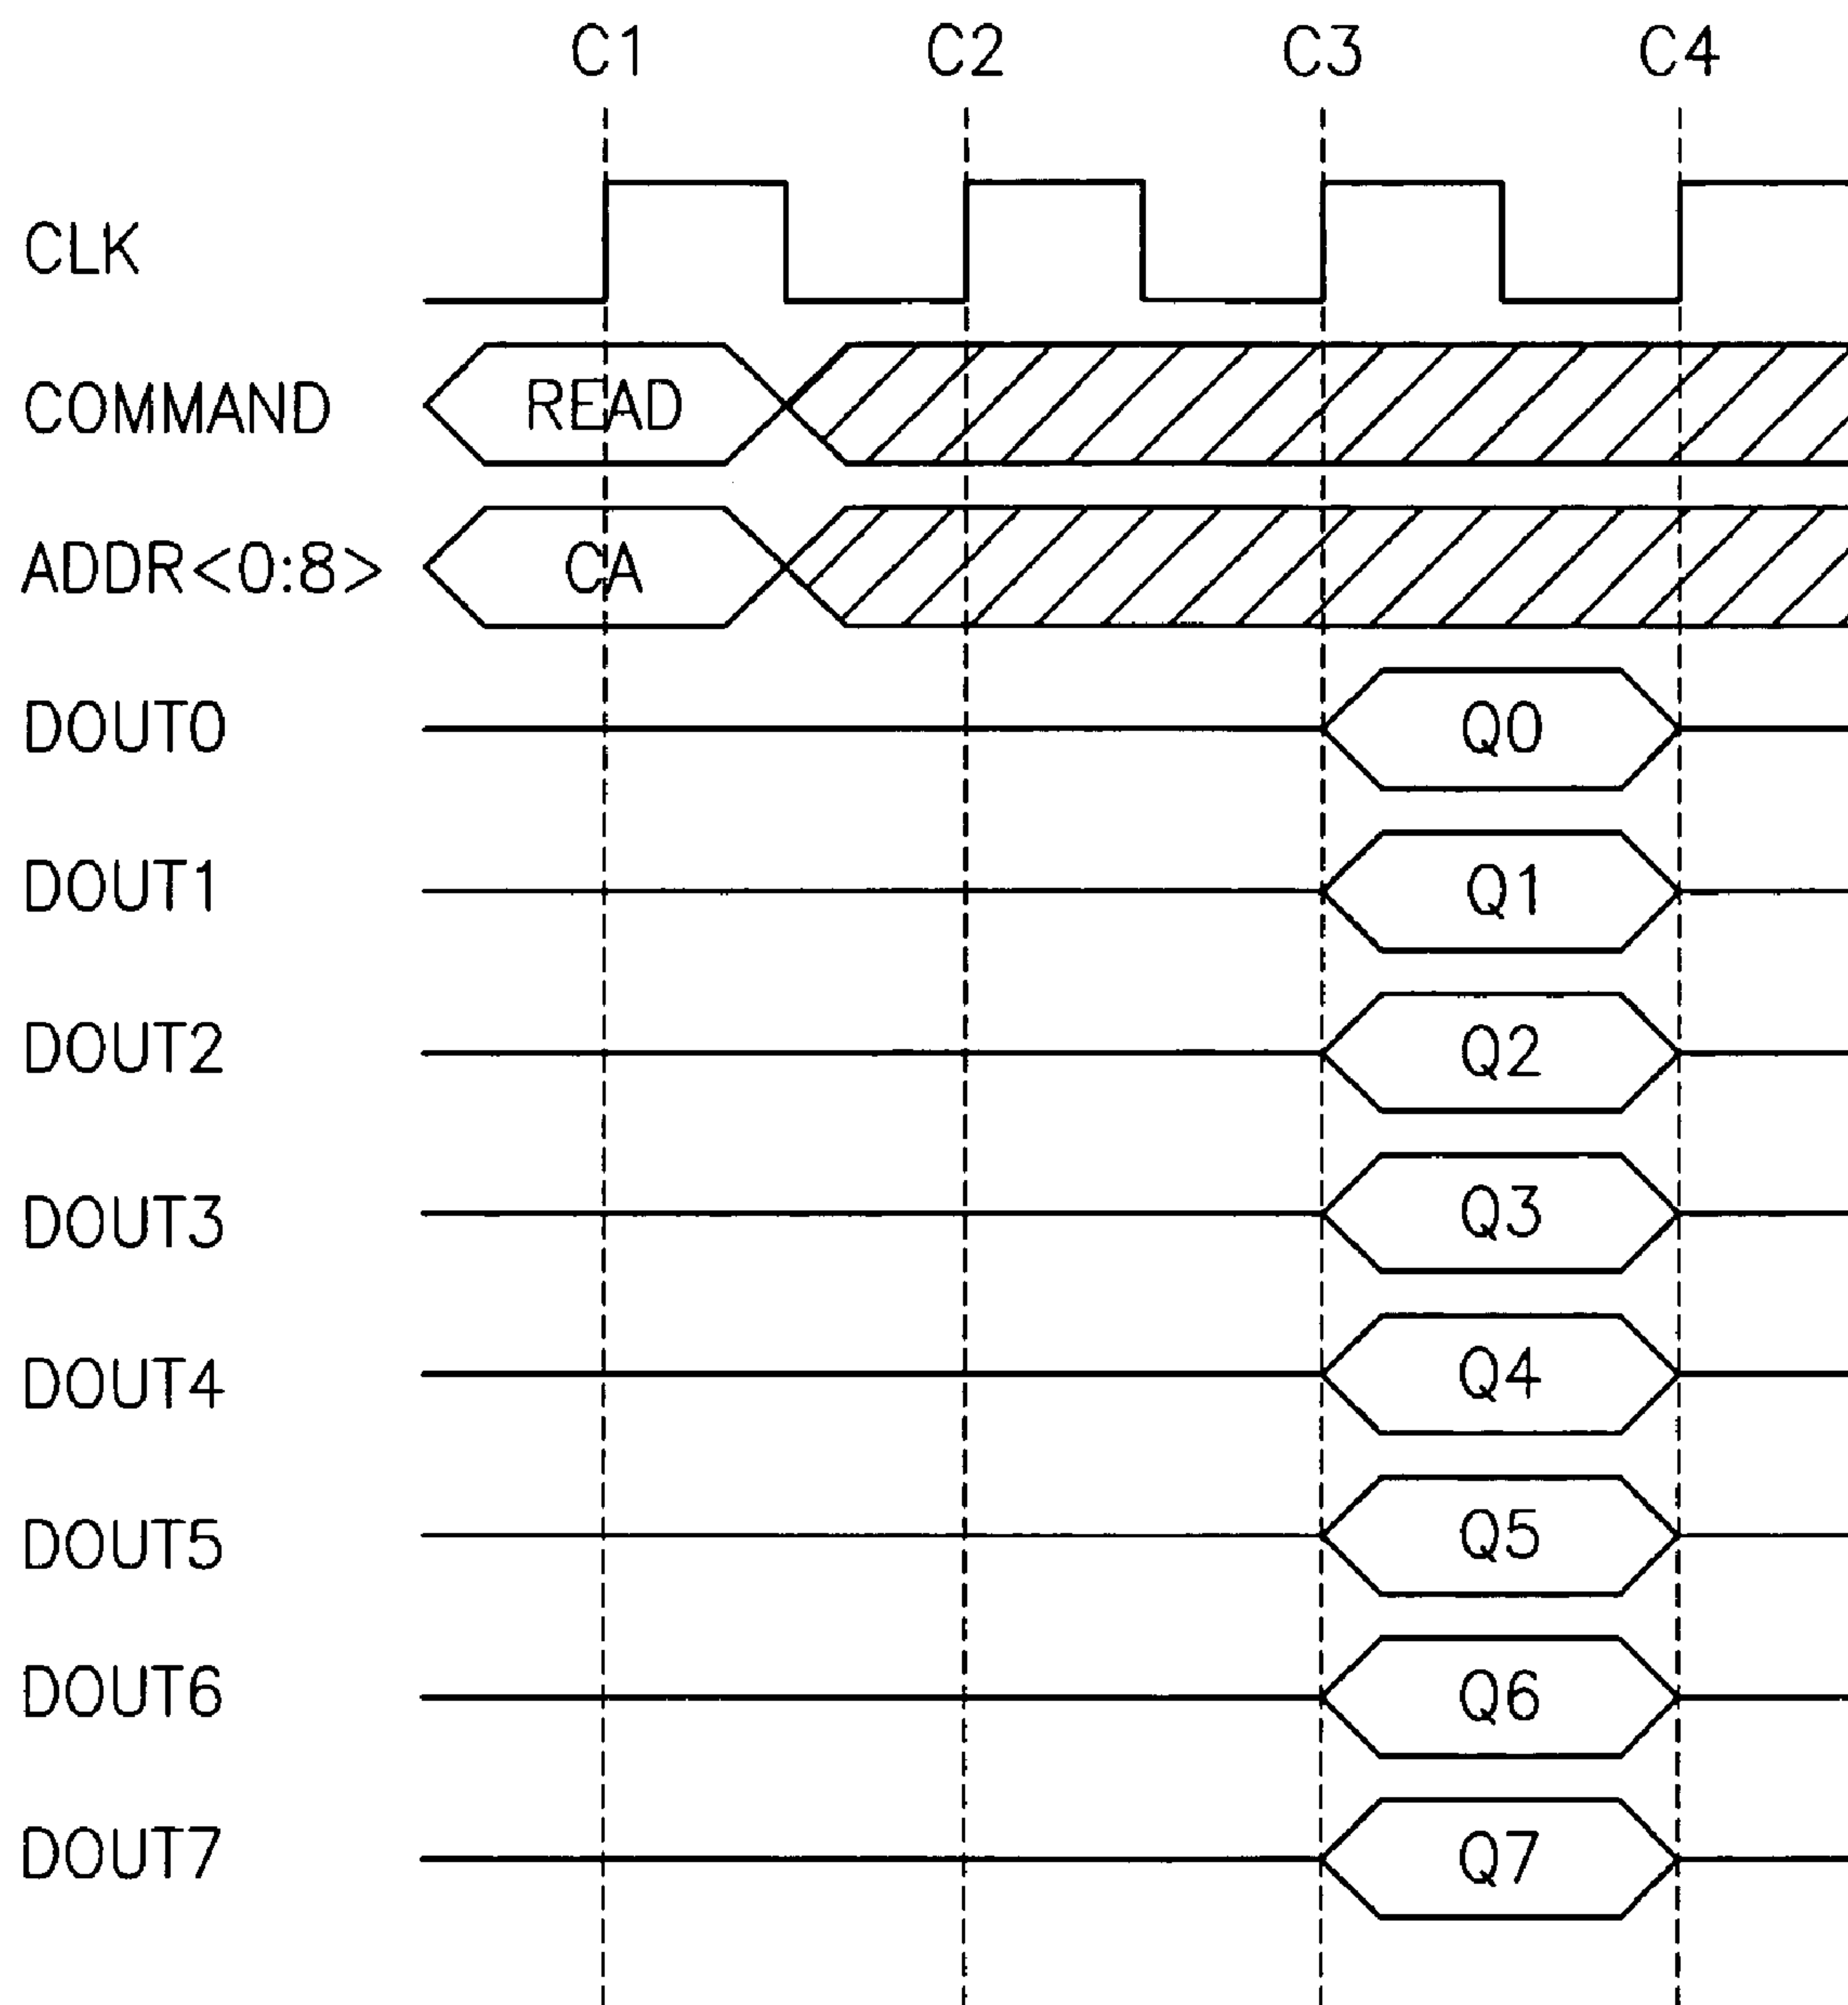 C1 C2 C3 C4
CLK
COMMAND READ
ADDR<0:8> CA
DOUT0 Q0
DOUT1 Q1
DOUT2 Q2
DOUT3 Q3
DOUT4 Q4
DOUT5 Q5
DOUT6 Q6
DOUT7 Q7